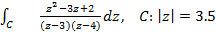 ∫_C (z²−3z+2)/((z−3)(z−4)) dz,   C: |z| = 3.5